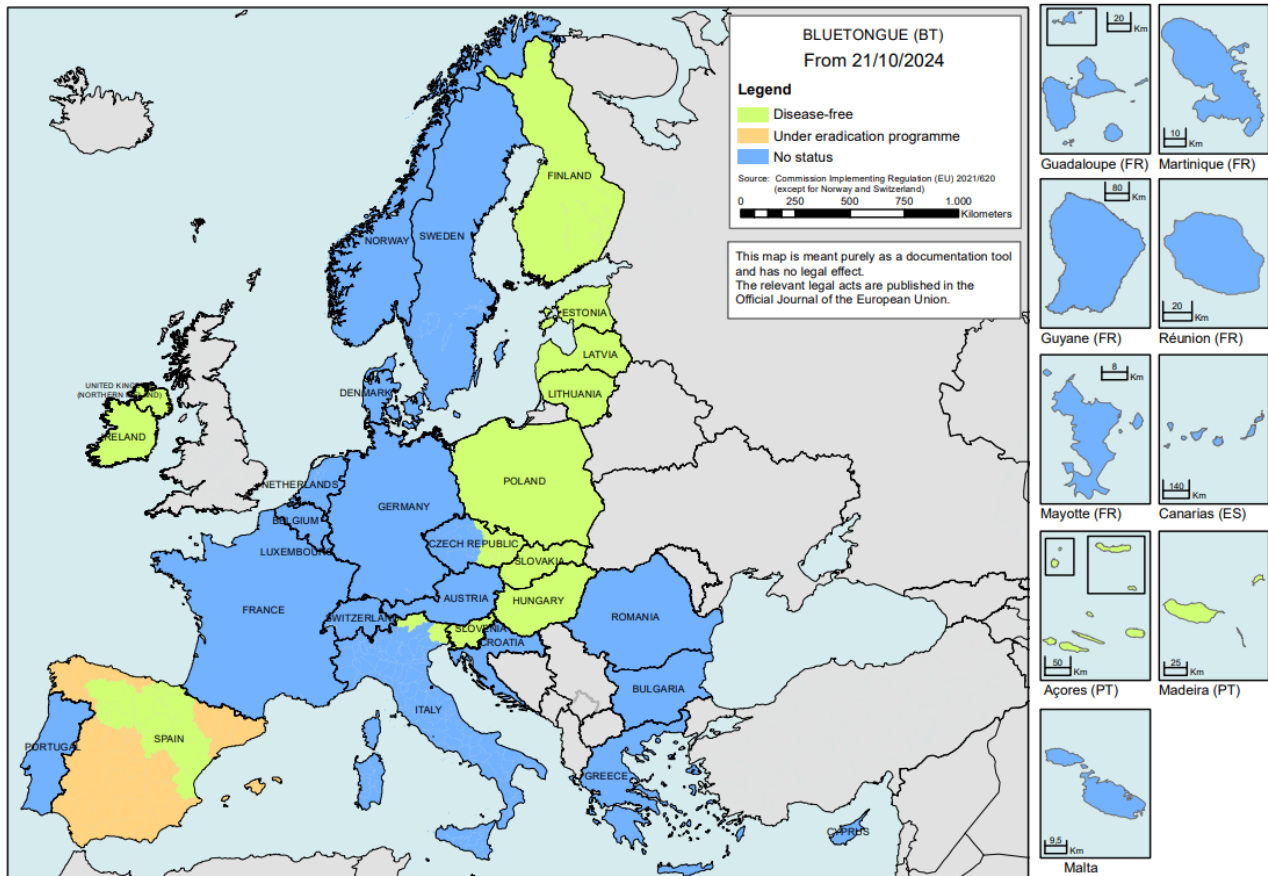 BLUETONGUE (BT)
From 21/10/2024
Legend
Disease-free
Under eradication programme
No status
Source: Commission Implementing Regulation (EU) 2021/620
(except for Norway and Switzerland)
0 250 500 750 1.000
Kilometers
This map is meant purely as a documentation tool
and has no legal effect.
The relevant legal acts are published in the
Official Journal of the European Union.
FINLAND
NORWAY
SWEDEN
ESTONIA
LATVIA
LITHUANIA
DENMARK
UNITED KINGDOM
(NORTHERN IRELAND)
IRELAND
NETHERLANDS
BELGIUM
LUXEMBOURG
GERMANY
POLAND
CZECH REPUBLIC
SLOVAKIA
AUSTRIA
HUNGARY
FRANCE
SWITZERLAND
SLOVENIA
CROATIA
ROMANIA
BULGARIA
ITALY
SPAIN
PORTUGAL
GREECE
CYPRUS
20
Km
Guadaloupe (FR)
10
Km
Martinique (FR)
80
Km
Guyane (FR)
20
Km
Réunion (FR)
8
Km
Mayotte (FR)
140
Km
Canarias (ES)
50
Km
Açores (PT)
25
Km
Madeira (PT)
9,5
Km
Malta